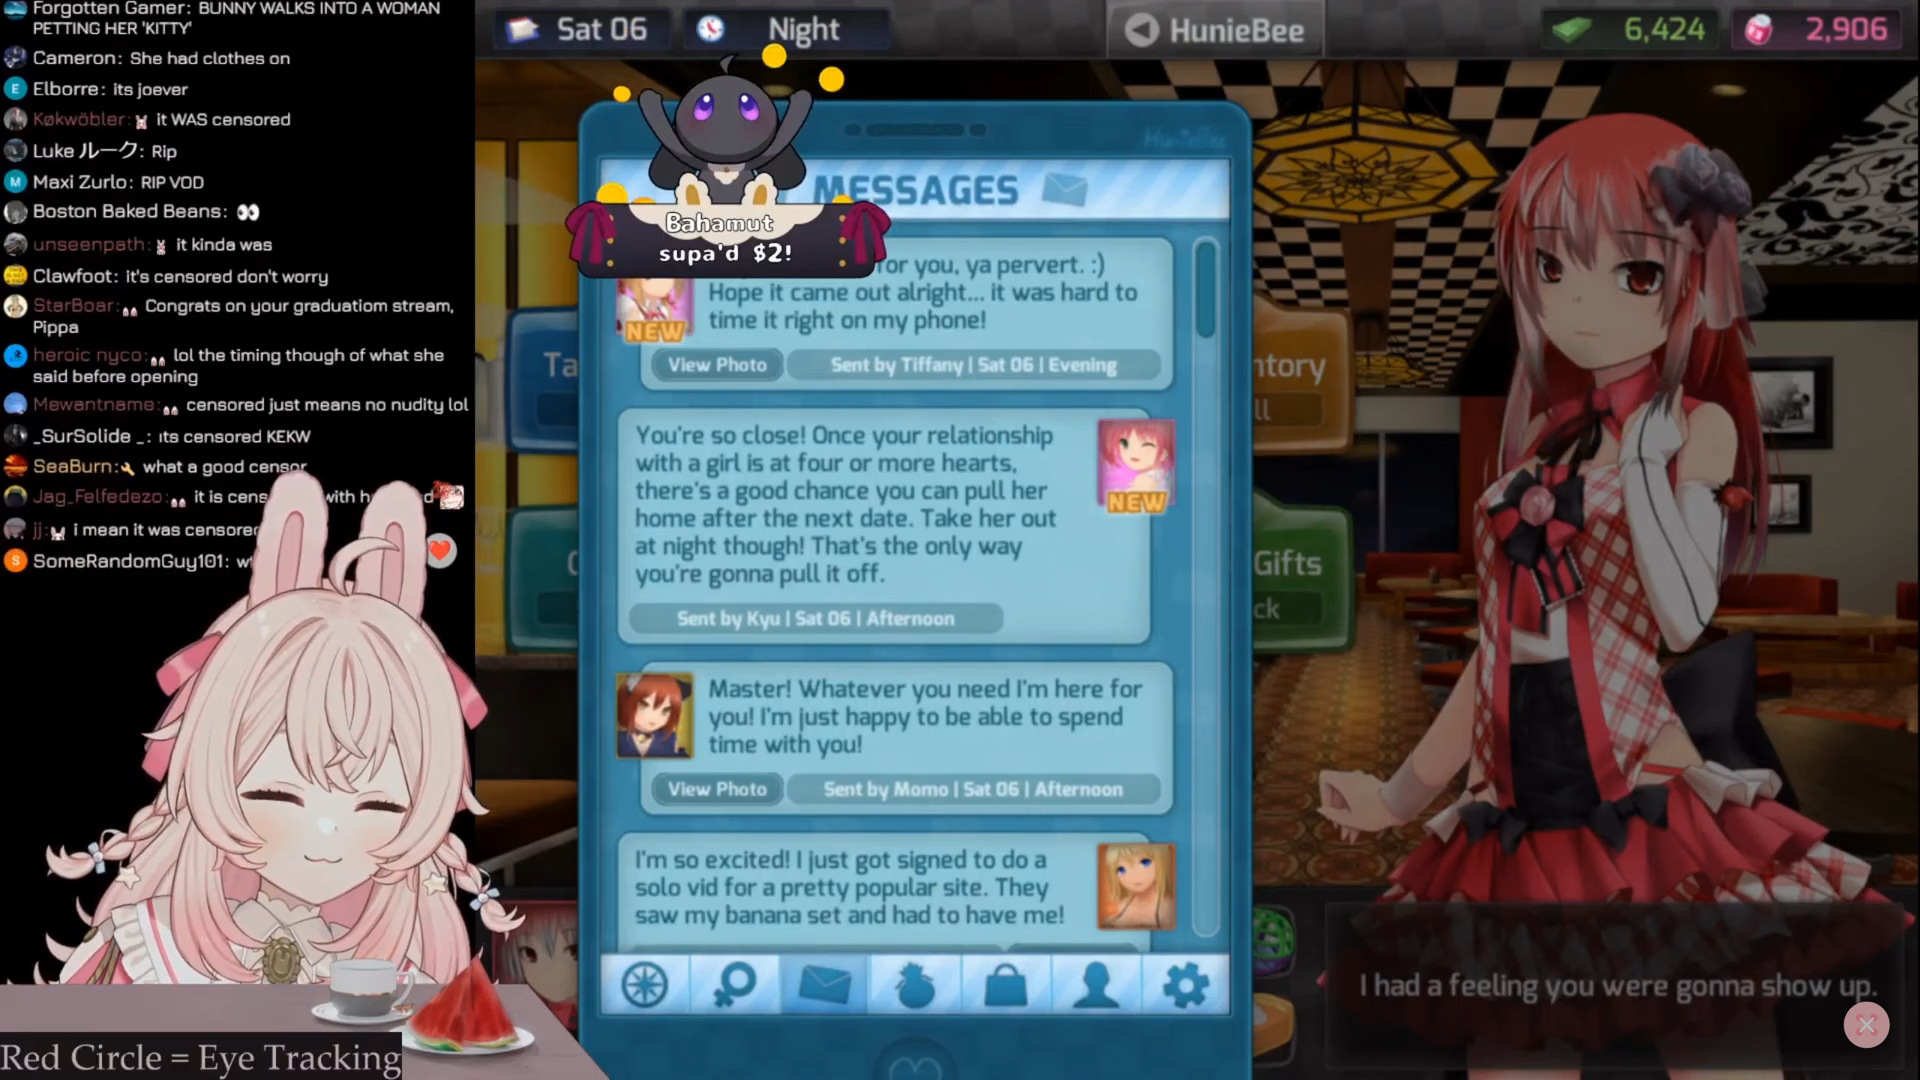 Forgotten Gamer: BUNNY WALKS INTO A WOMAN
PETTING HER 'KITTY'
Cameron: She had clothes on
E Elborre: its joever
Køkwöbler: it WAS censored
Luke ルーク: Rip
M Maxi Zurlo: RIP VOD
Boston Baked Beans: 👀
unseenpath: it kinda was
Clawfoot: it's censored don't worry
StarBoar: Congrats on your graduatiom stream,
Pippa
heroic nyco: lol the timing though of what she
said before opening
Mewantname: censored just means no nudity lol
_SurSolide _: its censored KEKW
SeaBurn: what a good censor
Jag_Felfedezo: it is cens
with h
d
jj: i mean it was censored
S SomeRandomGuy101: w
Red Circle = Eye Tracking
Sat 06
Night
HunieBee
6,424
2,906
HunieBee
MESSAGES
Bahamut
supa'd $2!
for you, ya pervert. :)
Hope it came out alright... it was hard to
time it right on my phone!
NEW
View Photo
Sent by Tiffany | Sat 06 | Evening
You're so close! Once your relationship
with a girl is at four or more hearts,
there's a good chance you can pull her
home after the next date. Take her out
at night though! That's the only way
you're gonna pull it off.
NEW
Sent by Kyu | Sat 06 | Afternoon
Master! Whatever you need I'm here for
you! I'm just happy to be able to spend
time with you!
View Photo
Sent by Momo | Sat 06 | Afternoon
I'm so excited! I just got signed to do a
solo vid for a pretty popular site. They
saw my banana set and had to have me!
Ta
ntory
ll
Gifts
ck
I had a feeling you were gonna show up.